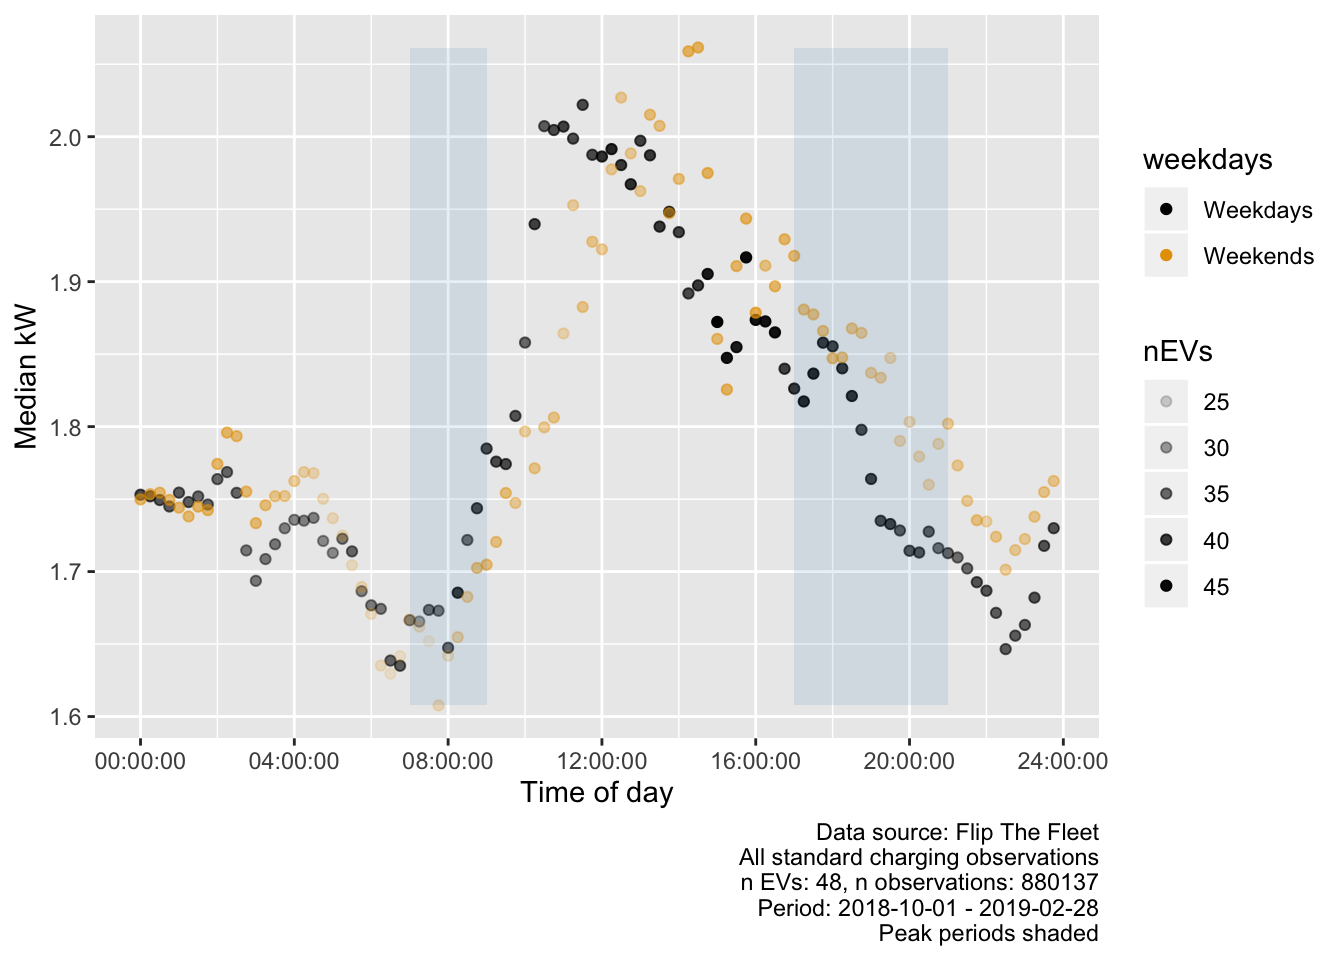 Median kW
2.0
1.9
1.8
1.7
1.6
00:00:00 04:00:00 08:00:00 12:00:00 16:00:00 20:00:00 24:00:00
Time of day
weekdays
Weekdays
Weekends
nEVs
25
30
35
40
45
Data source: Flip The Fleet
All standard charging observations
n EVs: 48, n observations: 880137
Period: 2018-10-01 - 2019-02-28
Peak periods shaded